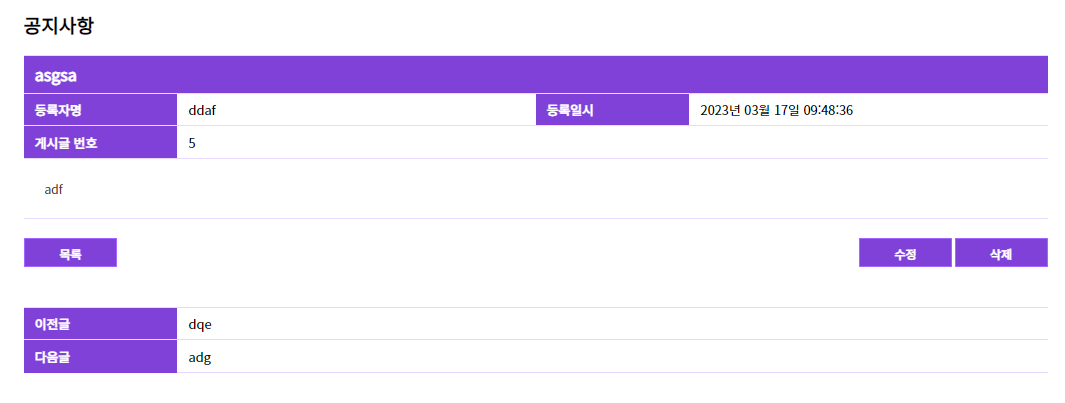 공지사항
asgsa
등록자명 ddaf 등록일시 2023년 03월 17일 09:48:36
게시글 번호 5
adf
목록 수정 삭제
이전글 dqe
다음글 adg